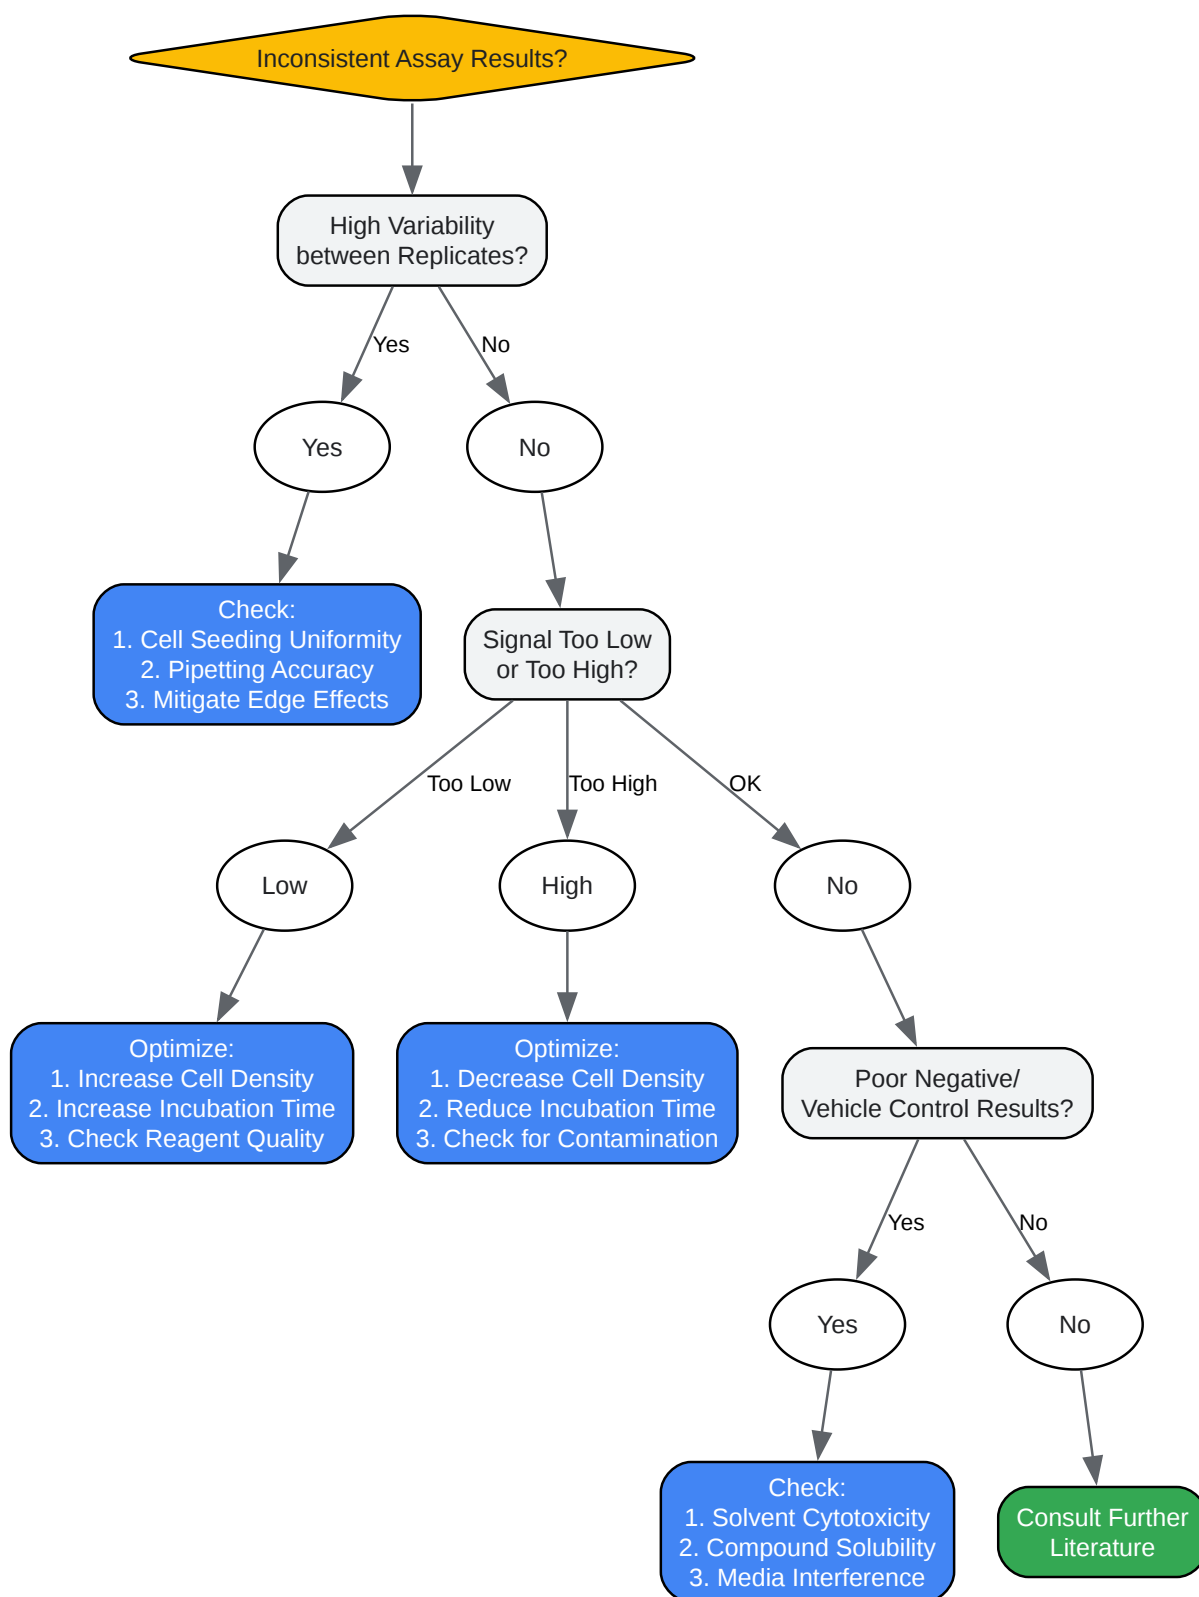 Inconsistent Assay Results?
High Variability
between Replicates?
Yes
No
Yes
No
Check:
1. Cell Seeding Uniformity
2. Pipetting Accuracy
3. Mitigate Edge Effects
Signal Too Low
or Too High?
Too Low
Too High
OK
Low
High
No
Optimize:
1. Increase Cell Density
2. Increase Incubation Time
3. Check Reagent Quality
Optimize:
1. Decrease Cell Density
2. Reduce Incubation Time
3. Check for Contamination
Poor Negative/
Vehicle Control Results?
Yes
No
Yes
No
Check:
1. Solvent Cytotoxicity
2. Compound Solubility
3. Media Interference
Consult Further
Literature